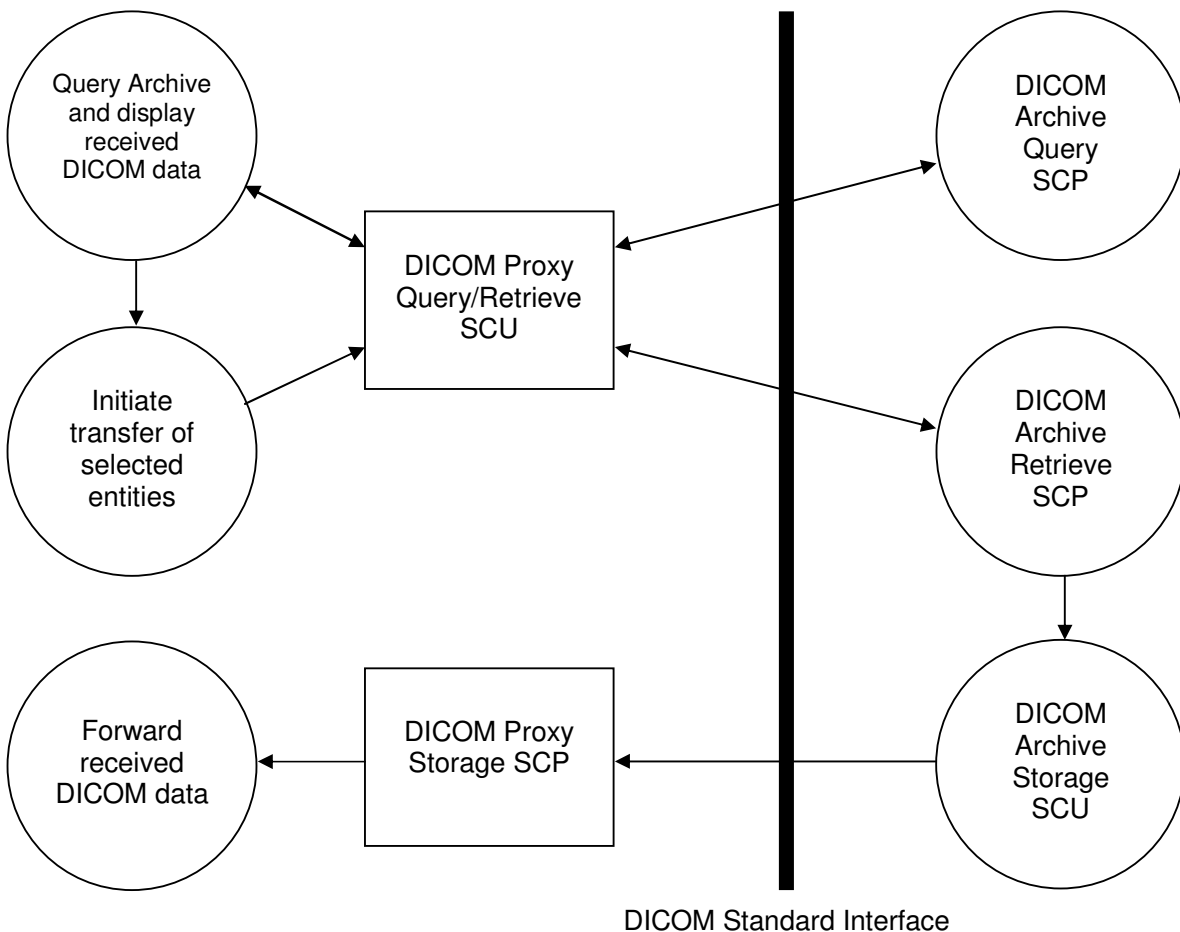 Query Archive
and display
received
DICOM data
DICOM
Archive
Query
SCP
DICOM Proxy
Query/Retrieve
SCU
Initiate
transfer of
selected
entities
DICOM
Archive
Retrieve
SCP
Forward
received
DICOM data
DICOM Proxy
Storage SCP
DICOM
Archive
Storage
SCU
DICOM Standard Interface